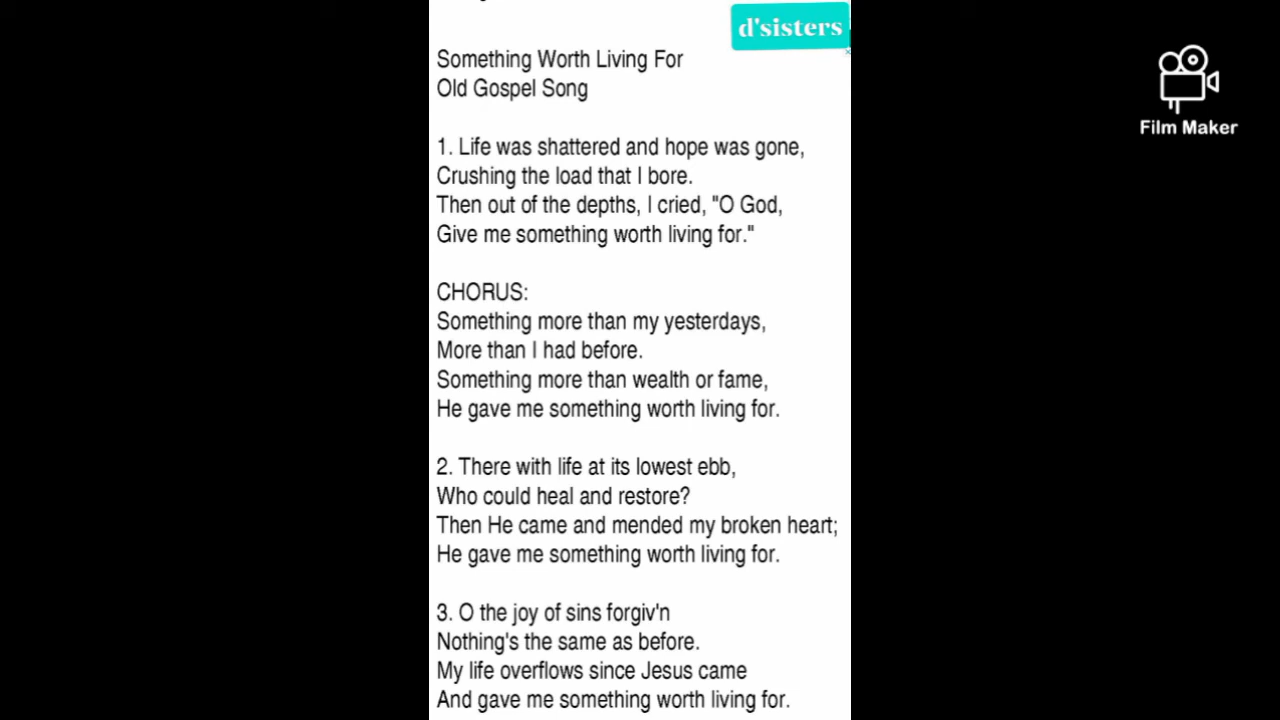 d'sisters
Something Worth Living For
Old Gospel Song
1. Life was shattered and hope was gone,
Crushing the load that I bore.
Then out of the depths, I cried, "O God,
Give me something worth living for."
CHORUS:
Something more than my yesterdays,
More than I had before.
Something more than wealth or fame,
He gave me something worth living for.
2. There with life at its lowest ebb,
Who could heal and restore?
Then He came and mended my broken heart;
He gave me something worth living for.
3. O the joy of sins forgiv'n
Nothing's the same as before.
My life overflows since Jesus came
And gave me something worth living for.
Film Maker